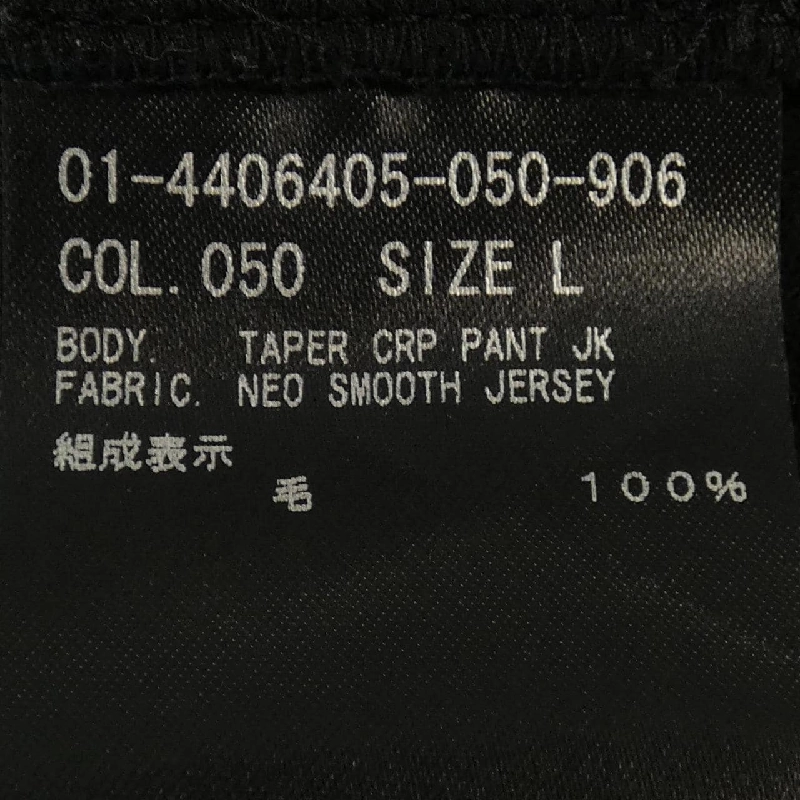 01-4406405-050-906
COL. 050 SIZE L
BODY. TAPER CRP PANT JK
FABRIC. NEO SMOOTH JERSEY
組成表示
毛 100%